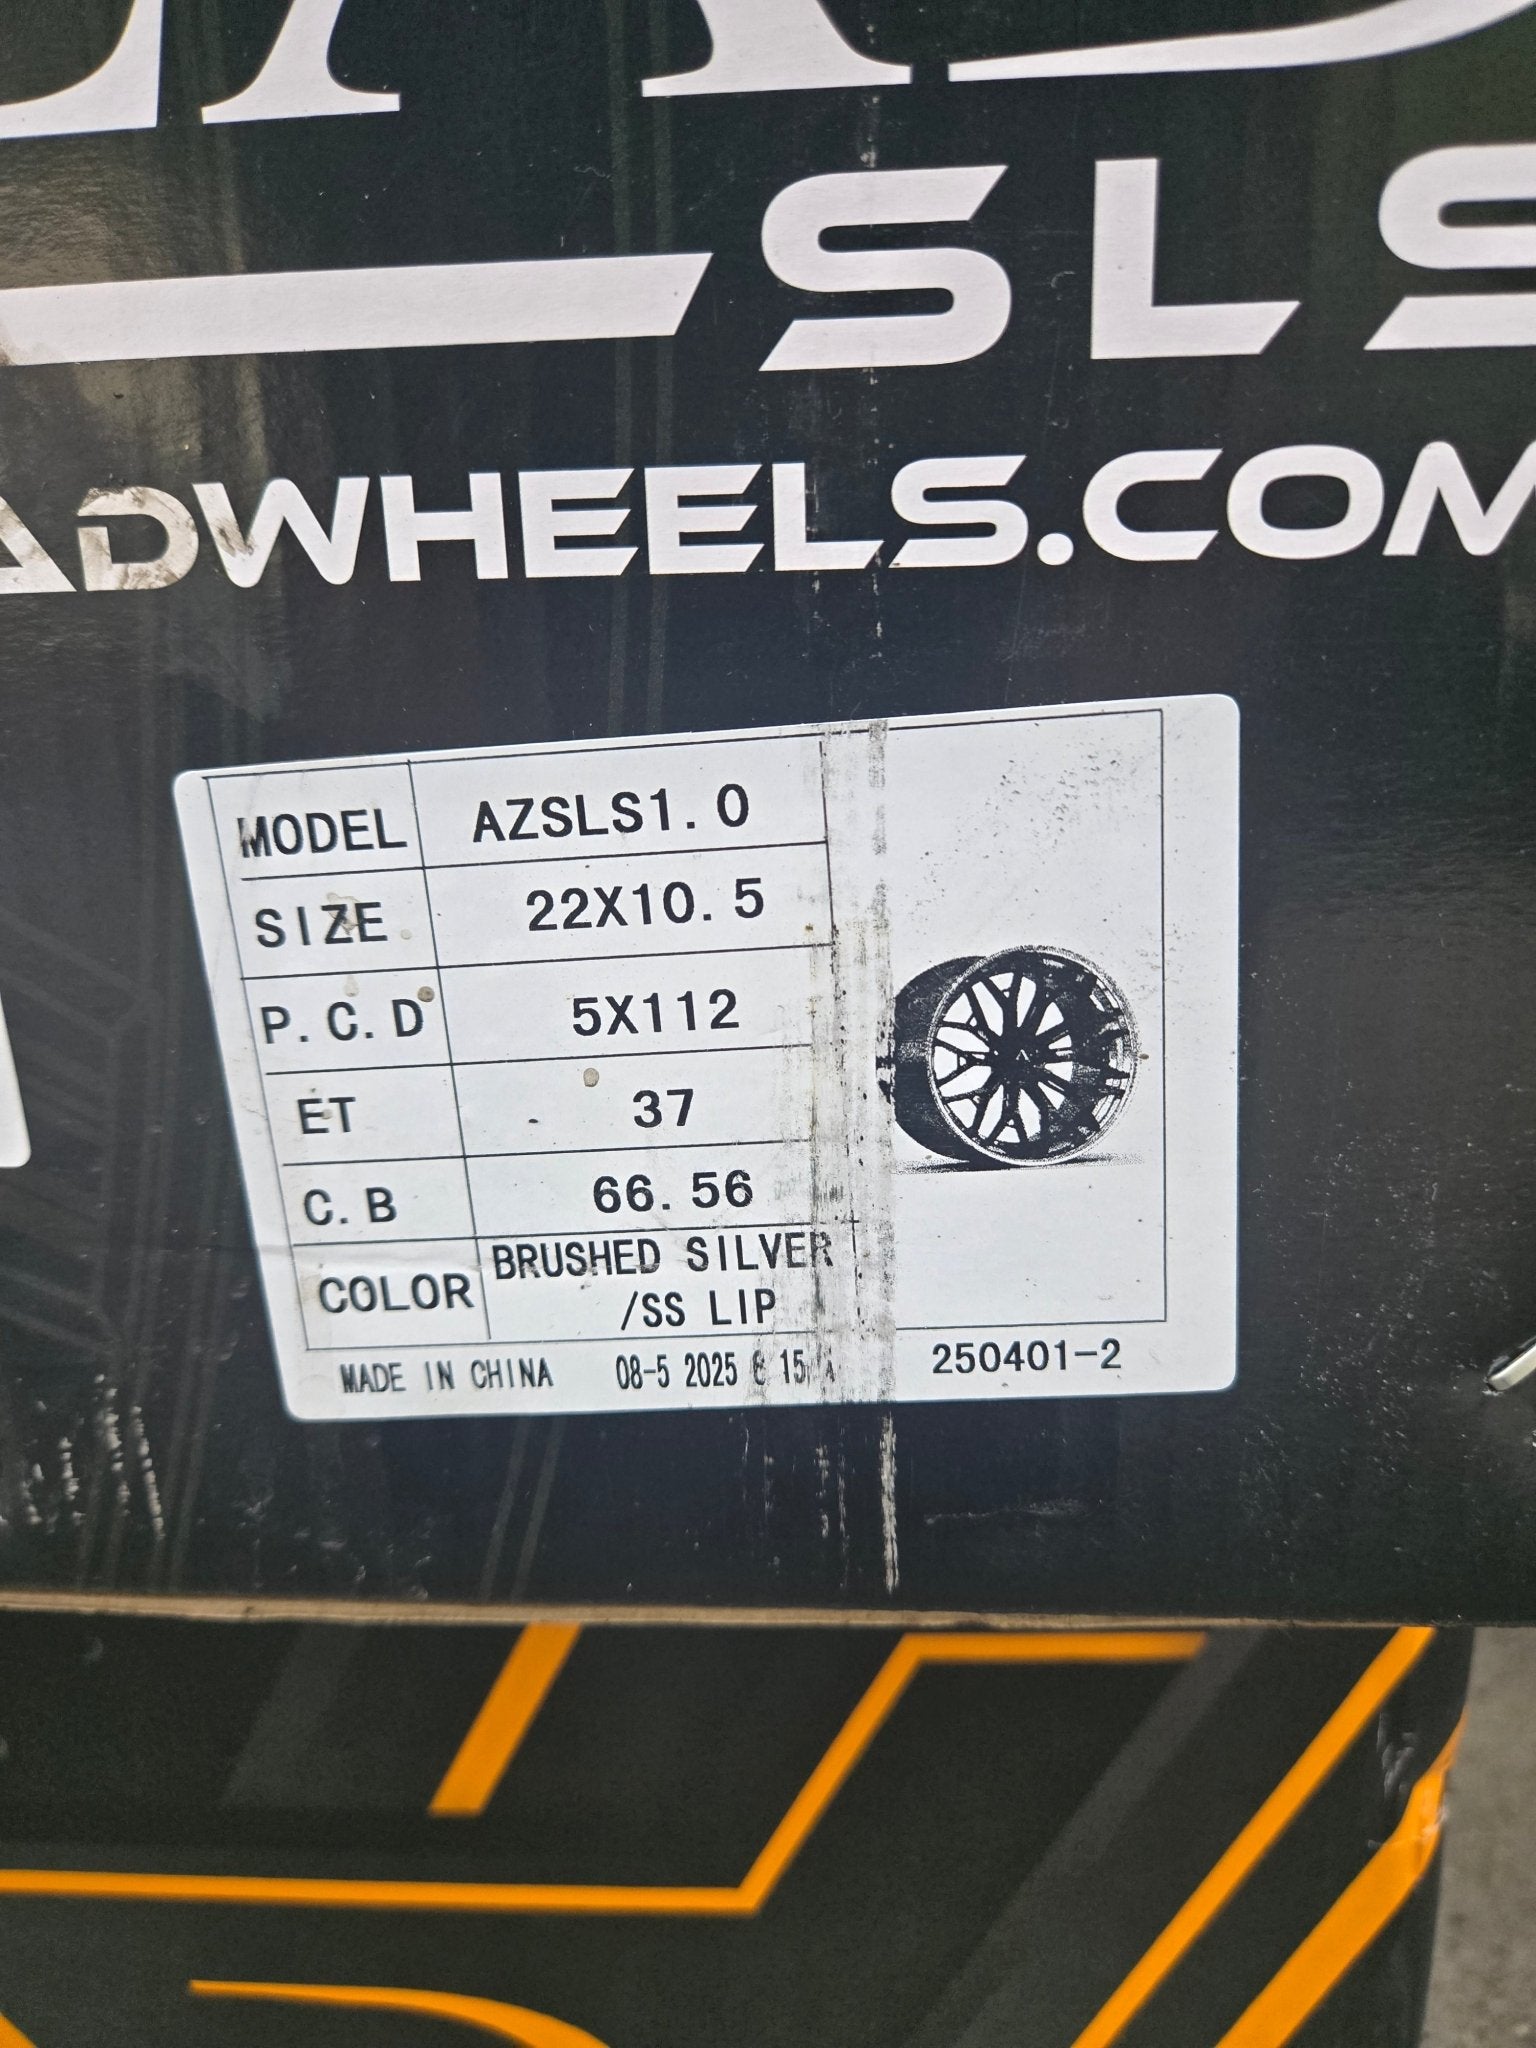 SLS
ADWHEELS.COM
MODEL AZSLS1.0
SIZE 22X10.5
P.C.D 5X112
ET 37
C.B 66.56
COLOR BRUSHED SILVER
/SS LIP
MADE IN CHINA 08-5 2025 15 250401-2